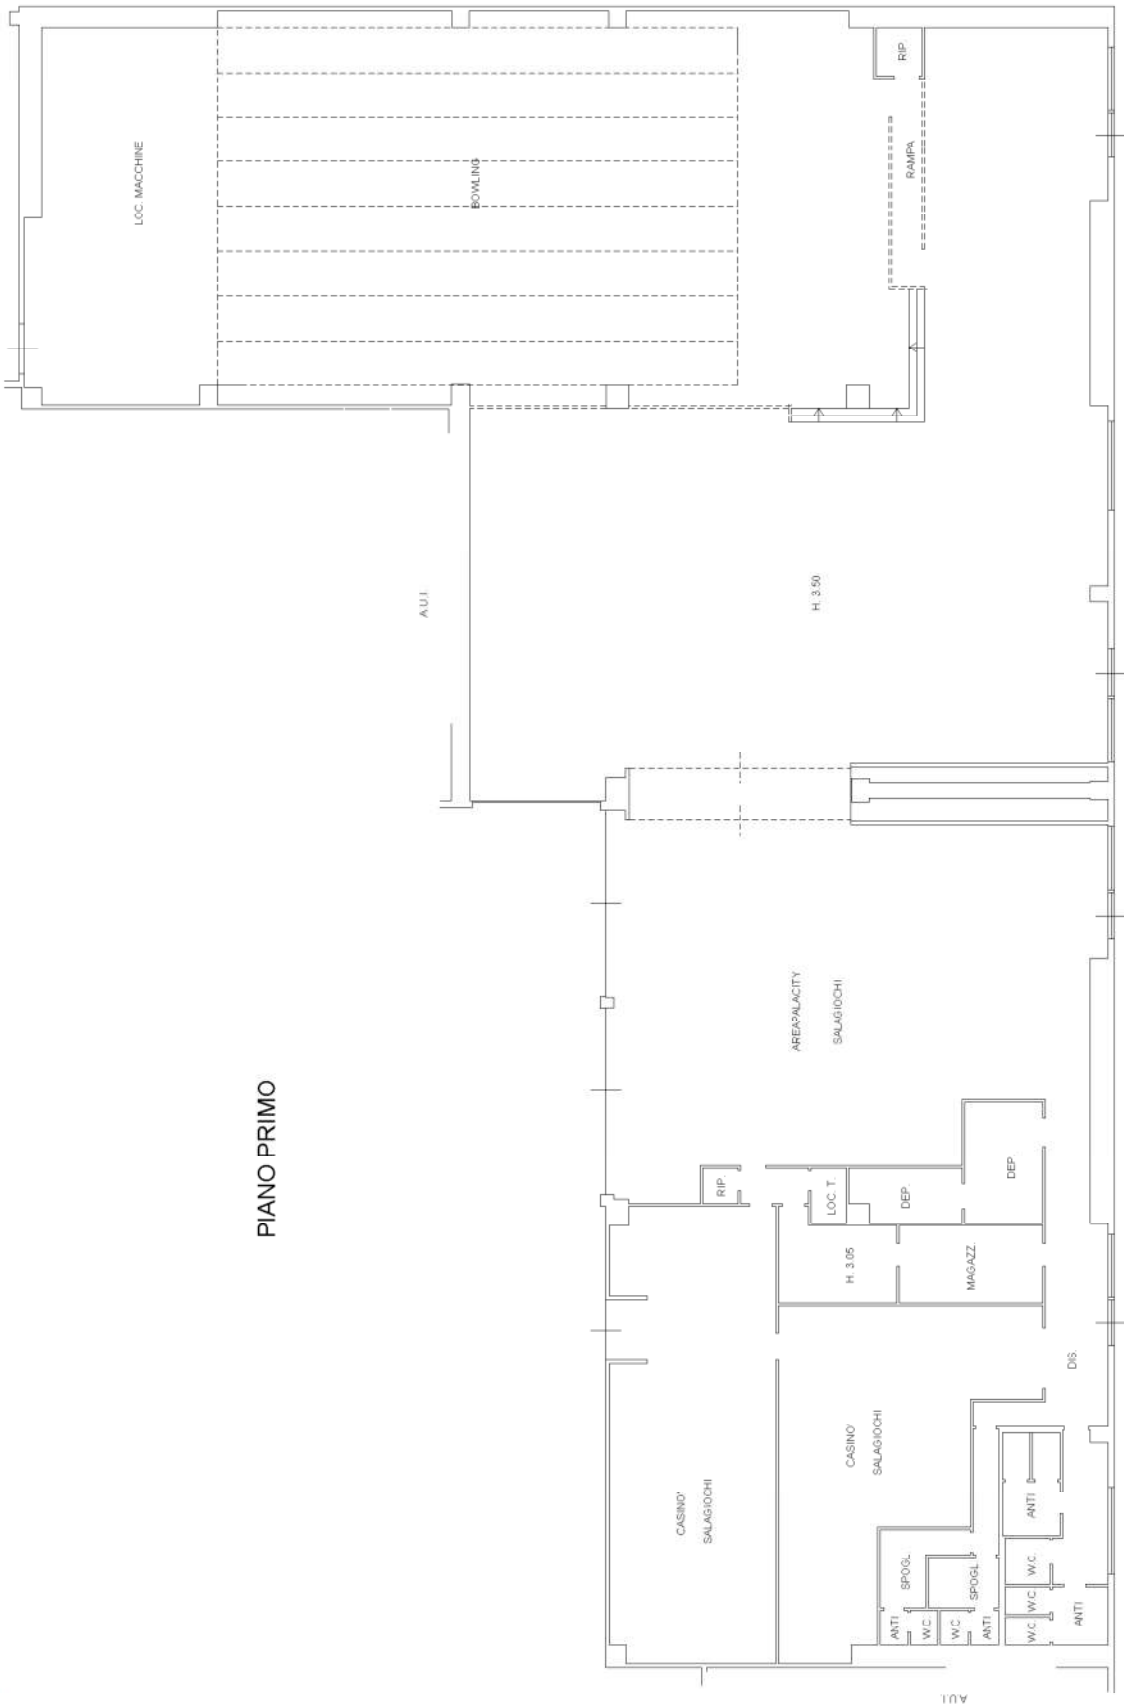 PIANO PRIMO
LOC. MACCHINE
BOWLING
RIP.
RAMPA
A.U.I.
H. 3.50
AREA PALACITY
SALAGIOCHI
RIP.
LOC. T.
DEP.
DEP.
H. 3.05
MAGAZZ.
DIS.
CASINO'
SALAGIOCHI
CASINO'
SALAGIOCHI
SPOGL.
SPOGL.
ANTI
W.C.
W.C.
ANTI
ANTI
W.C.
W.C.
W.C.
ANTI
A.U.I.